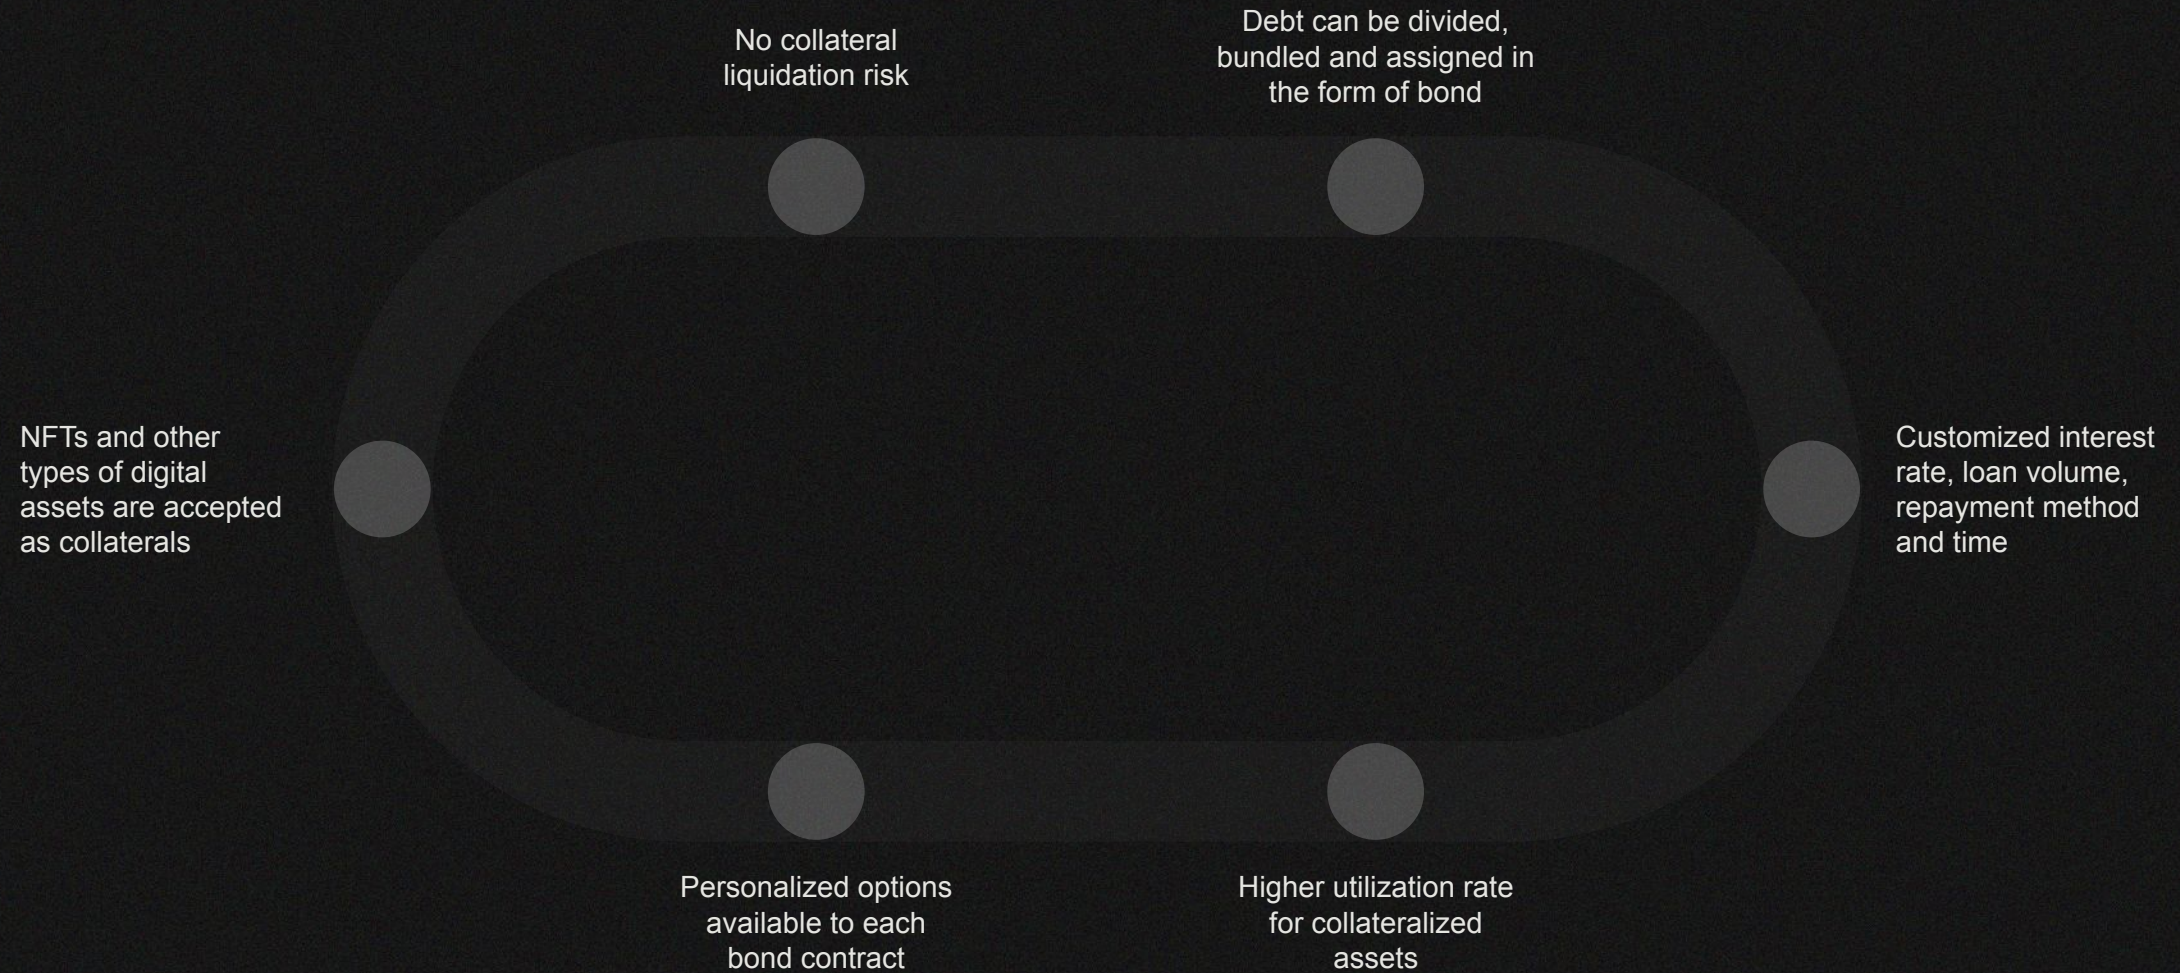 No collateral
liquidation risk
Debt can be divided,
bundled and assigned in
the form of bond
NFTs and other
types of digital
assets are accepted
as collaterals
Customized interest
rate, loan volume,
repayment method
and time
Personalized options
available to each
bond contract
Higher utilization rate
for collateralized
assets